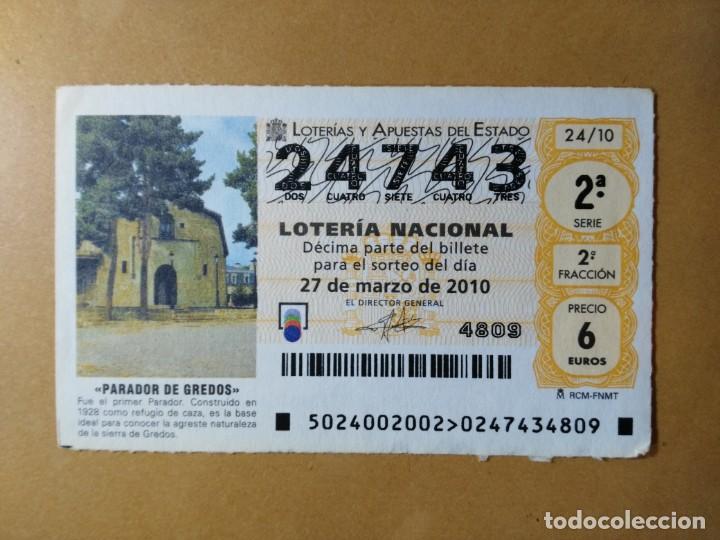 LOTERÍAS Y APUESTAS DEL ESTADO
24743
DOS CUATRO SIETE CUATRO TRES
LOTERÍA NACIONAL
Décima parte del billete
para el sorteo del día
27 de marzo de 2010
EL DIRECTOR GENERAL
4809
24/10
2ª
SERIE
2ª
FRACCIÓN
PRECIO
6
EUROS
RCM-FNMT
«PARADOR DE GREDOS»
Fue el primer Parador. Construido en
1928 como refugio de caza, es la base
ideal para conocer la agreste naturaleza
de la sierra de Gredos.
5024002002>0247434809
todocoleccion
todocoleccion.net